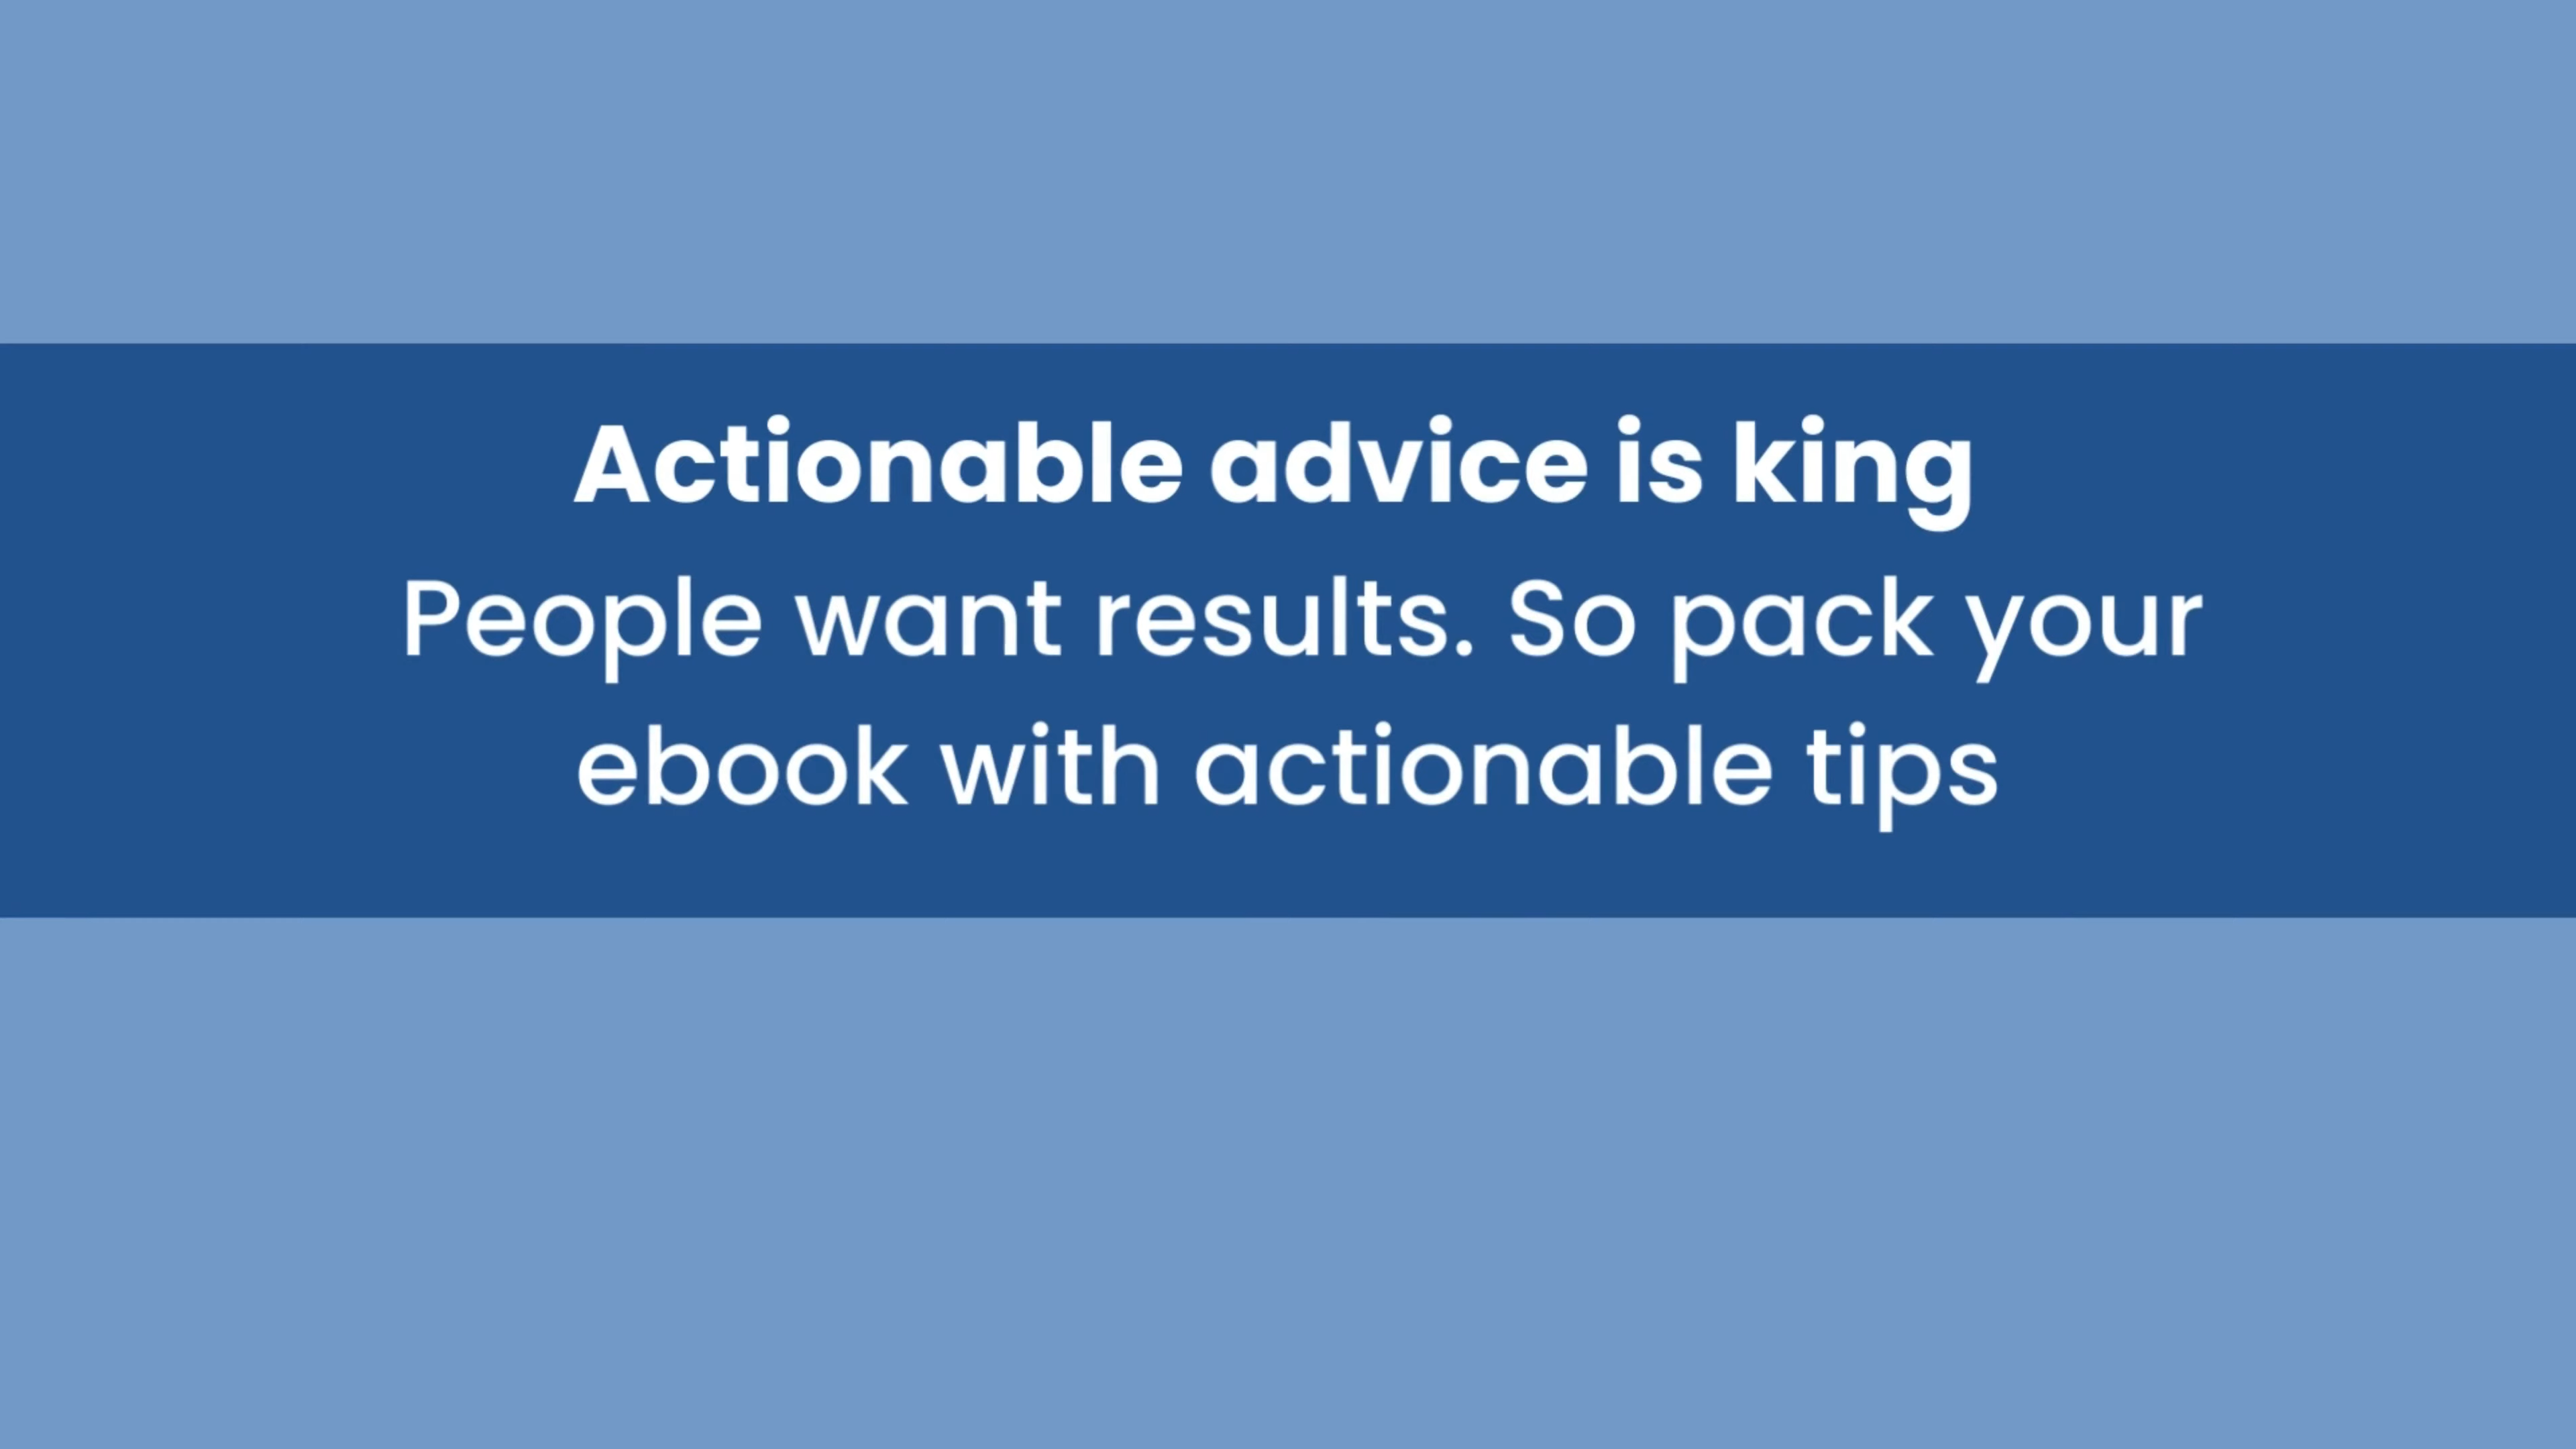 Actionable advice is king
People want results. So pack your
ebook with actionable tips